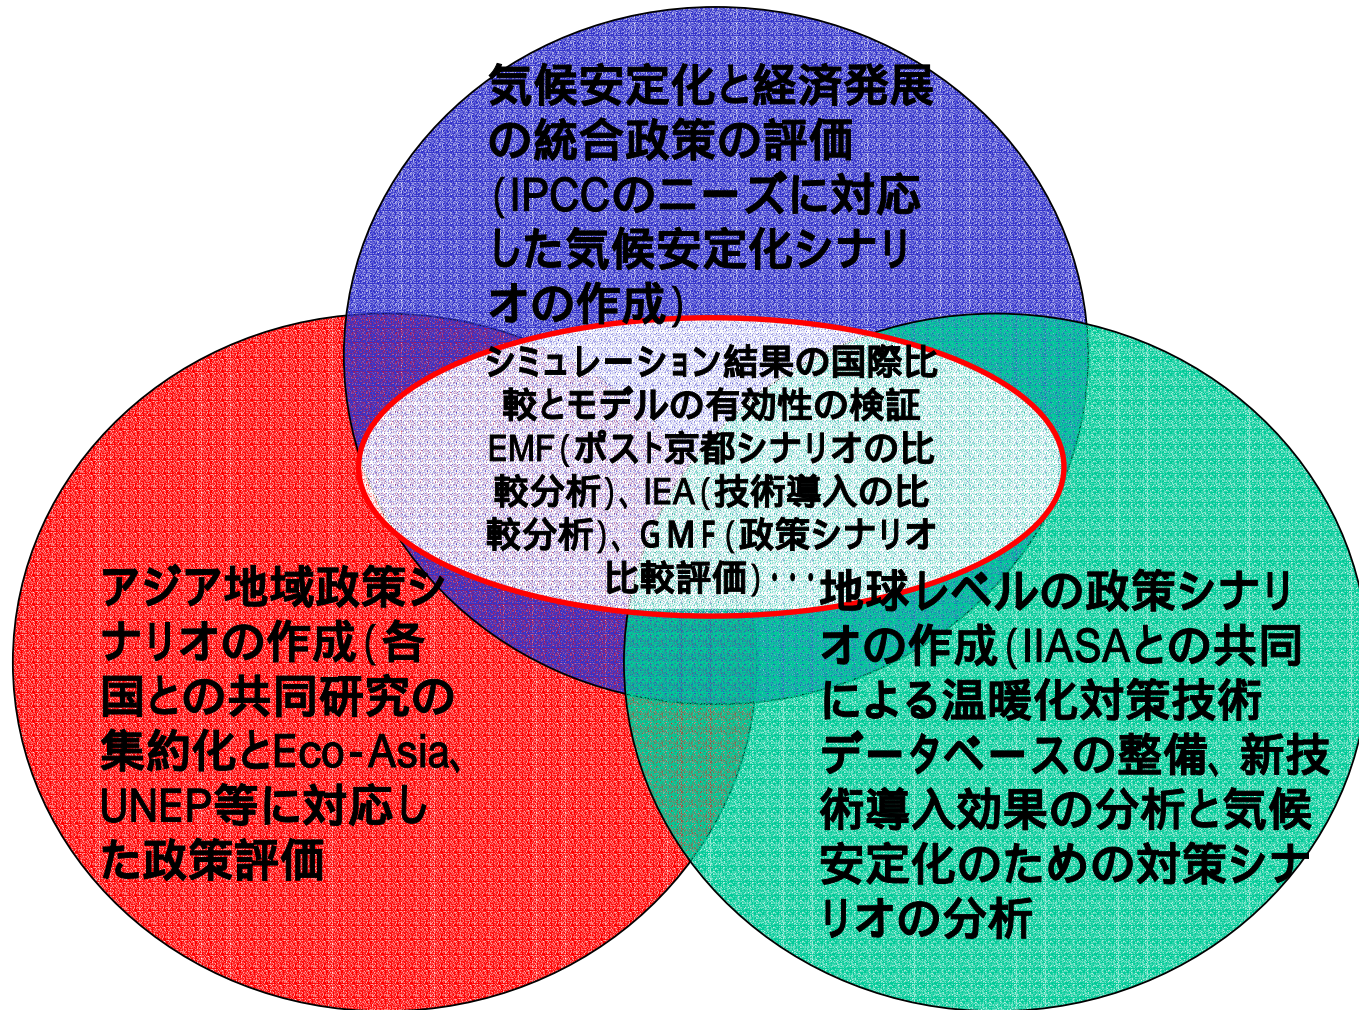 気候安定化と経済発展
の統合政策の評価
(IPCCのニーズに対応
した気候安定化シナリ
オの作成)
シミュレーション結果の国際比
較とモデルの有効性の検証
EMF(ポスト京都シナリオの比
較分析)、IEA(技術導入の比
較分析)、GMF(政策シナリオ
比較評価)・・・
アジア地域政策シ
ナリオの作成(各
国との共同研究の
集約化とEco-Asia、
UNEP等に対応し
た政策評価
地球レベルの政策シナリ
オの作成(IIASAとの共同
による温暖化対策技術
データベースの整備、新技
術導入効果の分析と気候
安定化のための対策シナ
リオの分析